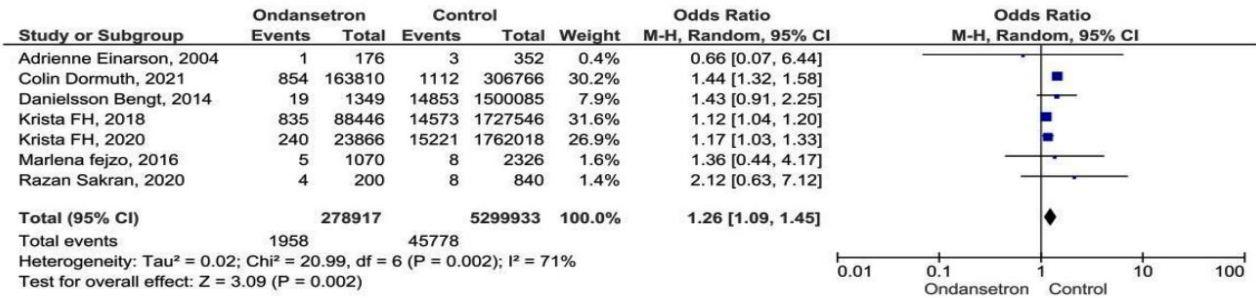 Ondansetron Control Odds Ratio Odds Ratio
Study or Subgroup Events Total Events Total Weight M-H, Random, 95% CI M-H, Random, 95% CI
Adrienne Einarson, 2004 1 176 3 352 0.4% 0.66 [0.07, 6.44]
Colin Dormuth, 2021 854 163810 1112 306766 30.2% 1.44 [1.32, 1.58]
Danielsson Bengt, 2014 19 1349 14853 1500085 7.9% 1.43 [0.91, 2.25]
Krista FH, 2018 835 88446 14573 1727546 31.6% 1.12 [1.04, 1.20]
Krista FH, 2020 240 23866 15221 1762018 26.9% 1.17 [1.03, 1.33]
Marlena fejzo, 2016 5 1070 8 2326 1.6% 1.36 [0.44, 4.17]
Razan Sakran, 2020 4 200 8 840 1.4% 2.12 [0.63, 7.12]
Total (95% CI) 278917 5299933 100.0% 1.26 [1.09, 1.45]
Total events 1958 45778
Heterogeneity: Tau² = 0.02; Chi² = 20.99, df = 6 (P = 0.002); I² = 71%
Test for overall effect: Z = 3.09 (P = 0.002)
0.01 0.1 1 10 100
Ondansetron Control